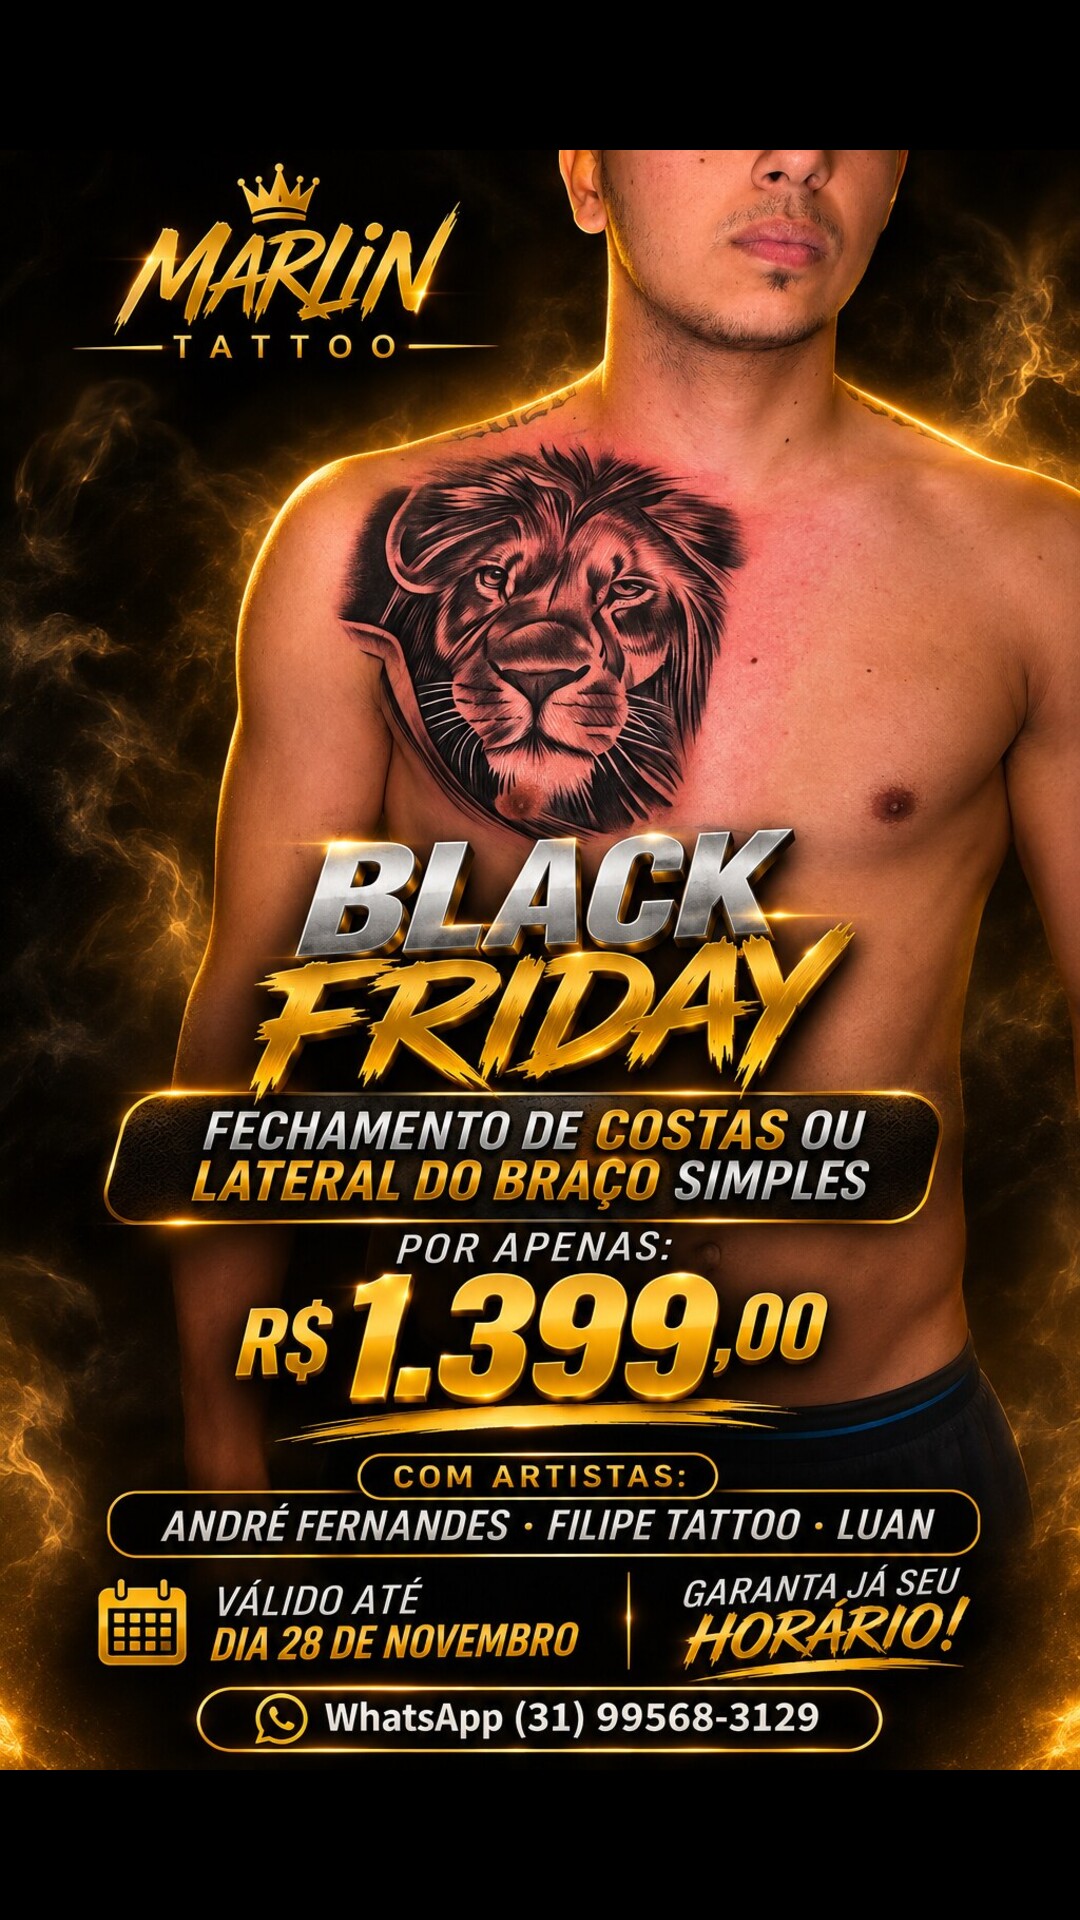 MARLiN
TATTOO
BLACK
FRIDAY
FECHAMENTO DE COSTAS OU
LATERAL DO BRAÇO SIMPLES
POR APENAS:
R$ 1.399,00
COM ARTISTAS:
ANDRÉ FERNANDES · FILIPE TATTOO · LUAN
VÁLIDO ATÉ
DIA 28 DE NOVEMBRO
GARANTA JÁ SEU
HORÁRIO!
WhatsApp (31) 99568-3129